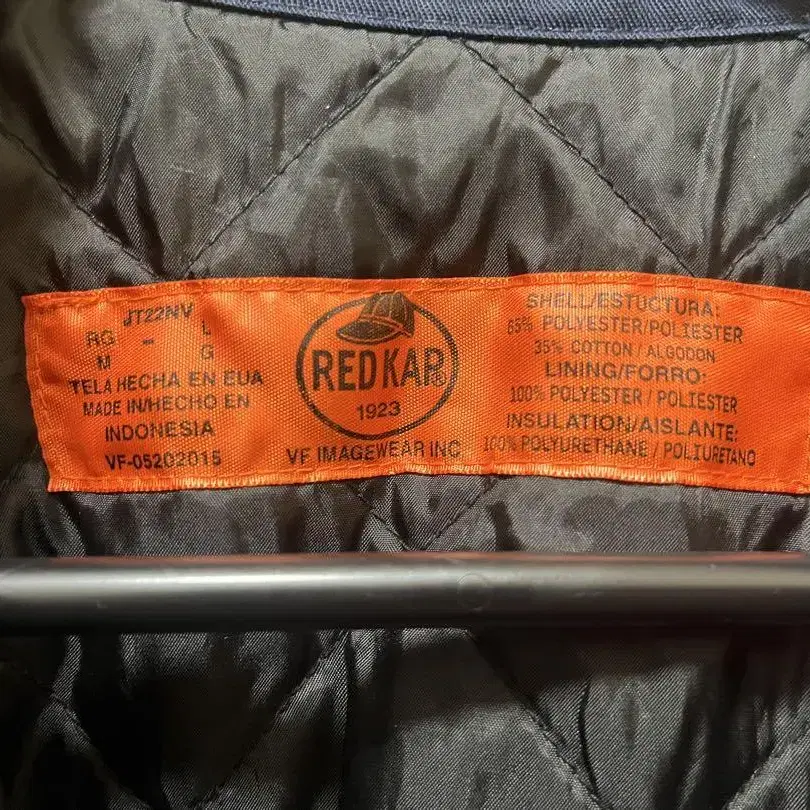 JT22NV
RG - L
M G
TELA HECHA EN EUA
MADE IN/HECHO EN
INDONESIA
VF-05202015
REDKAR®
1923
VF IMAGEWEAR INC
SHELL/ESTUCTURA:
65% POLYESTER/POLIESTER
35% COTTON / ALGODON
LINING/FORRO:
100% POLYESTER / POLIESTER
INSULATION/AISLANTE:
100% POLYURETHANE / POLIURETANO